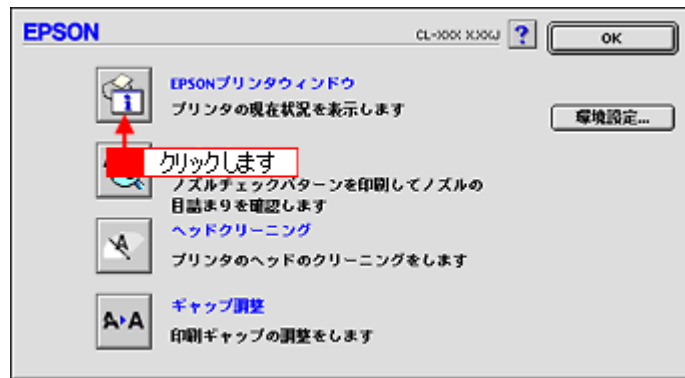 EPSON
CL-XXX XJXXJ ? OK
EPSONプリンタウィンドウ
プリンタの現在状況を表示します
環境設定...
クリックします
ノズルチェックパターンを印刷してノズルの
目詰まりを確認します
ヘッドクリーニング
プリンタのヘッドのクリーニングをします
ギャップ調整
印刷ギャップの調整をします